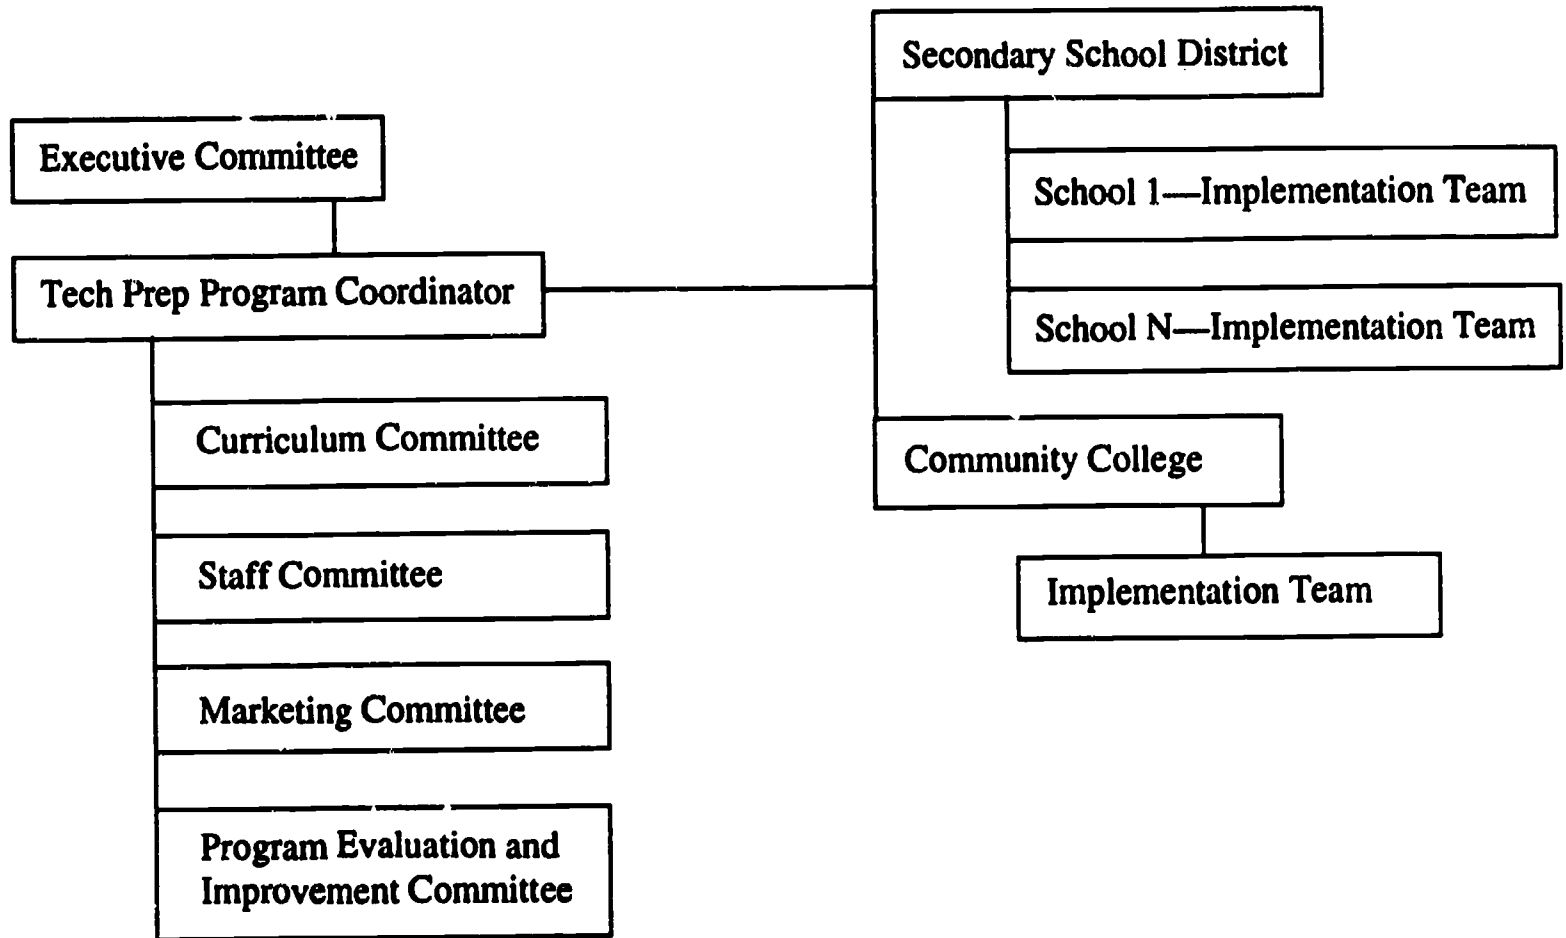 Executive Committee
Tech Prep Program Coordinator
Curriculum Committee
Staff Committee
Marketing Committee
Program Evaluation and
Improvement Committee
Secondary School District
School 1—Implementation Team
School N—Implementation Team
Community College
Implementation Team